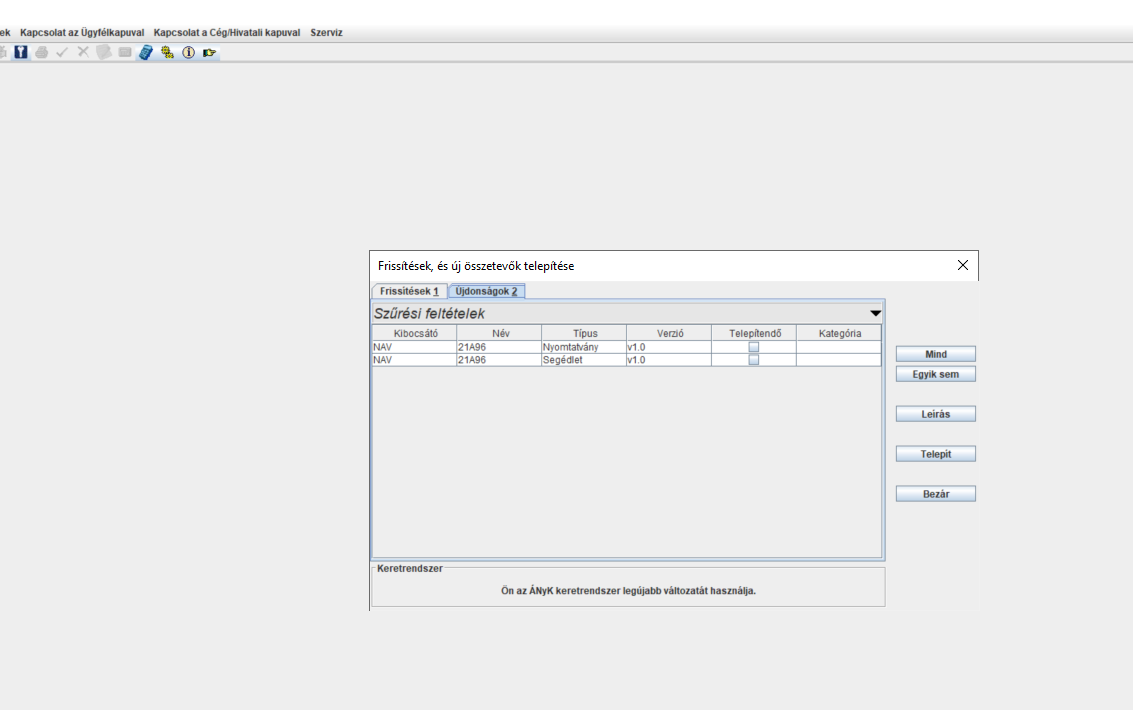 ek Kapcsolat az Ügyfélkapuval Kapcsolat a Cég/Hivatali kapuval Szerviz
Frissítések, és új összetevők telepítése
Frissítések 1 Újdonságok 2
Szűrési feltételek
Kibocsátó Név Típus Verzió Telepítendő Kategória
NAV 21A96 Nyomtatvány v1.0
NAV 21A96 Segédlet v1.0
Mind
Egyik sem
Leírás
Telepít
Bezár
Keretrendszer
Ön az ÁNyK keretrendszer legújabb változatát használja.